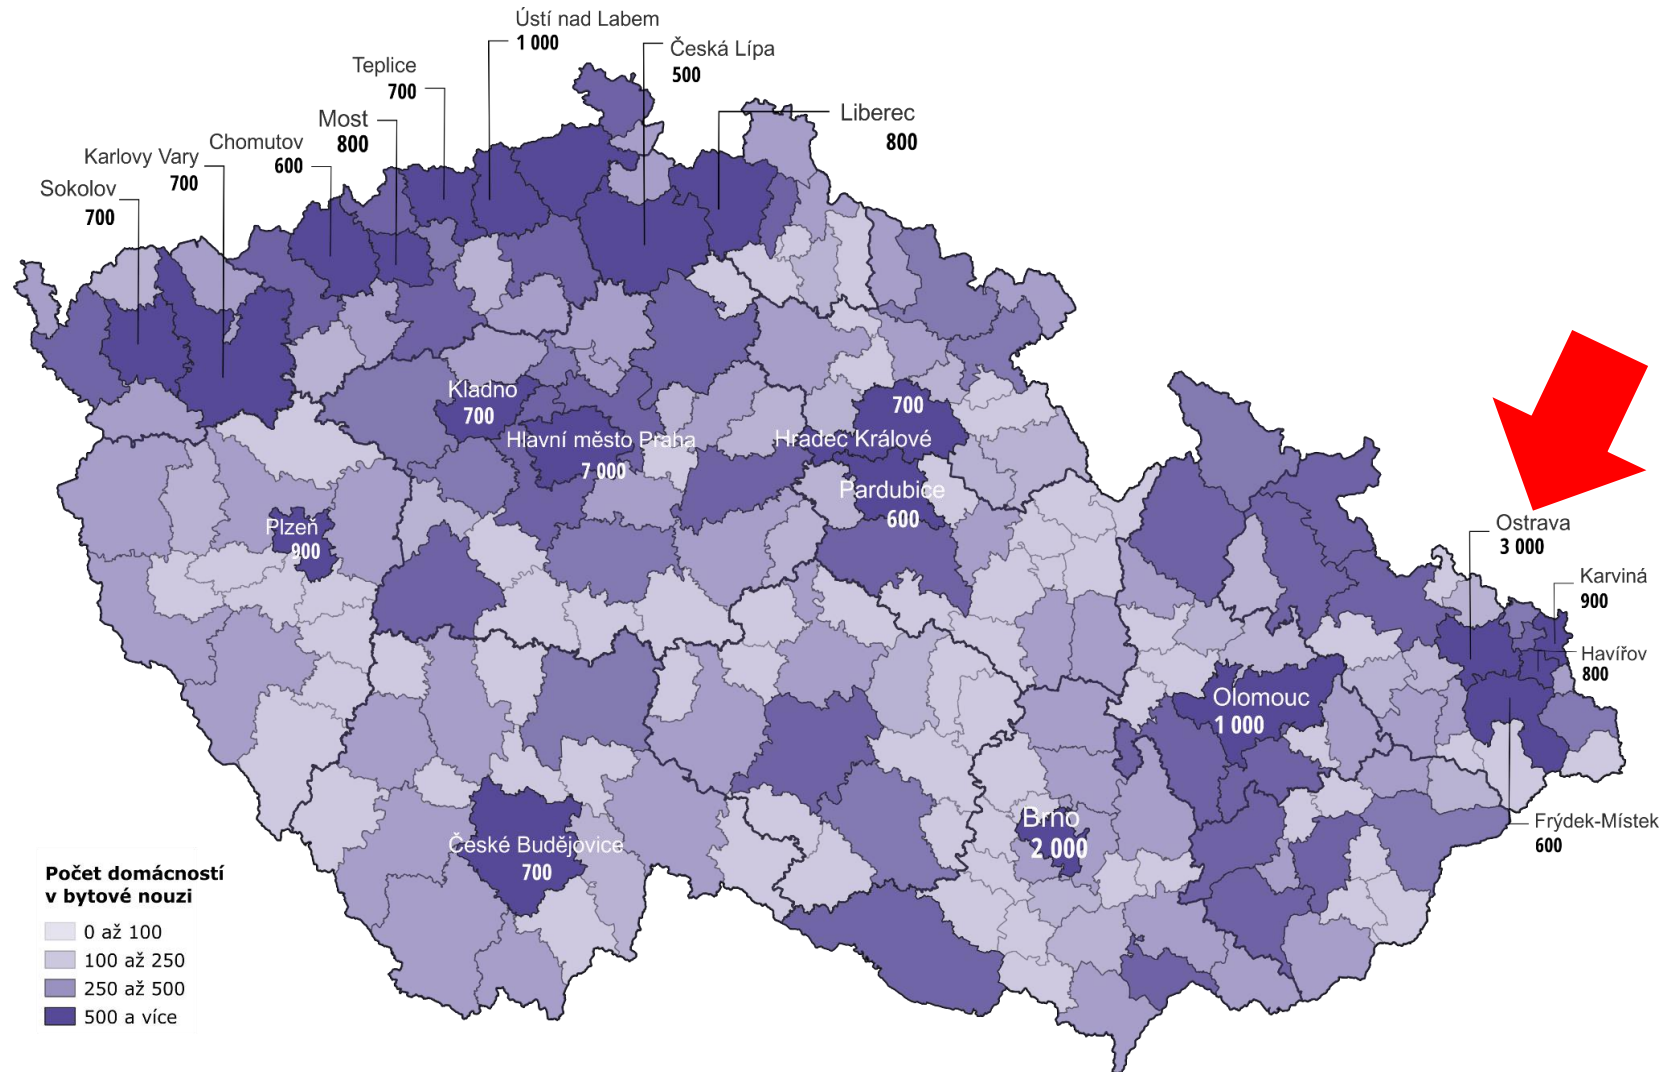 Ústí nad Labem
1 000
Česká Lípa
500
Teplice
700
Most
800
Liberec
800
Chomutov
600
Karlovy Vary
700
Sokolov
700
Kladno
700
700
Hradec Králové
Hlavní město Praha
7 000
Pardubice
600
Plzeň
900
Ostrava
3 000
Karviná
900
Havířov
800
Olomouc
1 000
Brno
2 000
Frýdek-Místek
600
České Budějovice
700
Počet domácností
v bytové nouzi
0 až 100
100 až 250
250 až 500
500 a více